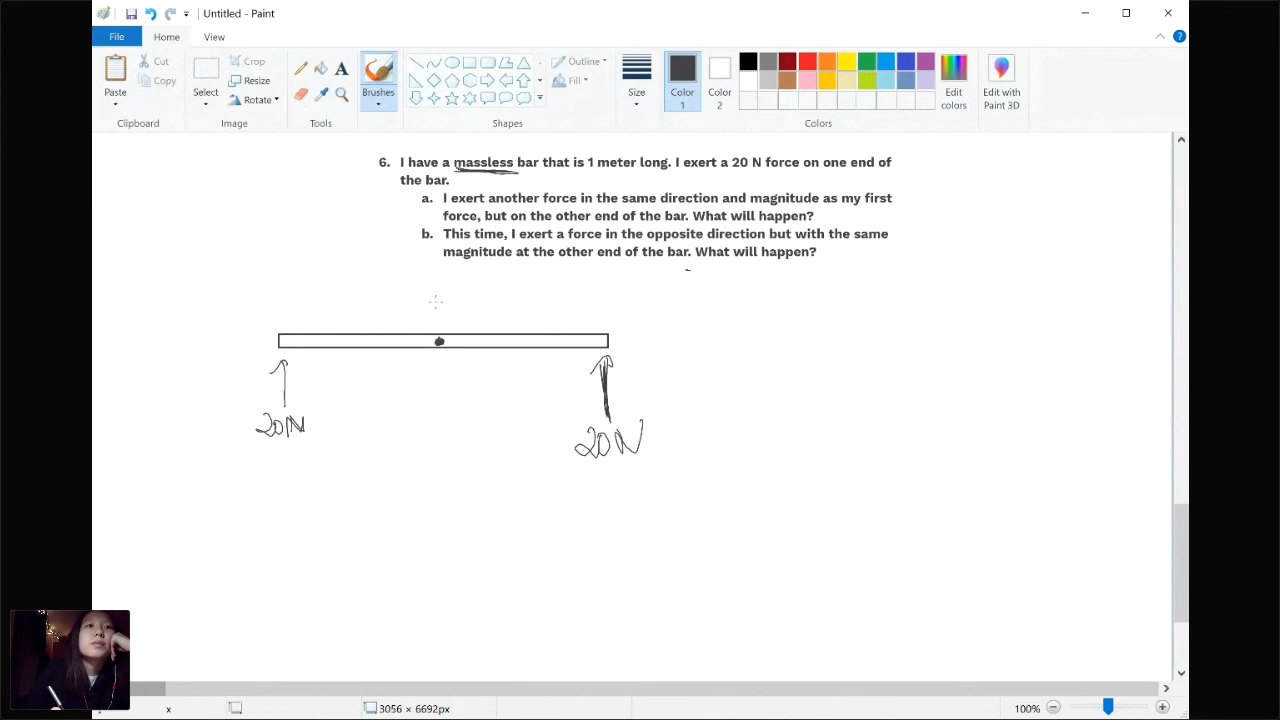 Untitled - Paint
File Home View
Paste
Cut
Copy
Clipboard
Select
Crop
Resize
Rotate
Image
A
Tools
Brushes
Outline
Fill
Shapes
Size
Color 1
Color 2
Edit colors
Edit with Paint 3D
Colors
6. I have a massless bar that is 1 meter long. I exert a 20 N force on one end of
the bar.
a. I exert another force in the same direction and magnitude as my first
force, but on the other end of the bar. What will happen?
b. This time, I exert a force in the opposite direction but with the same
magnitude at the other end of the bar. What will happen?
20N
20N
3056 × 6692px
100%